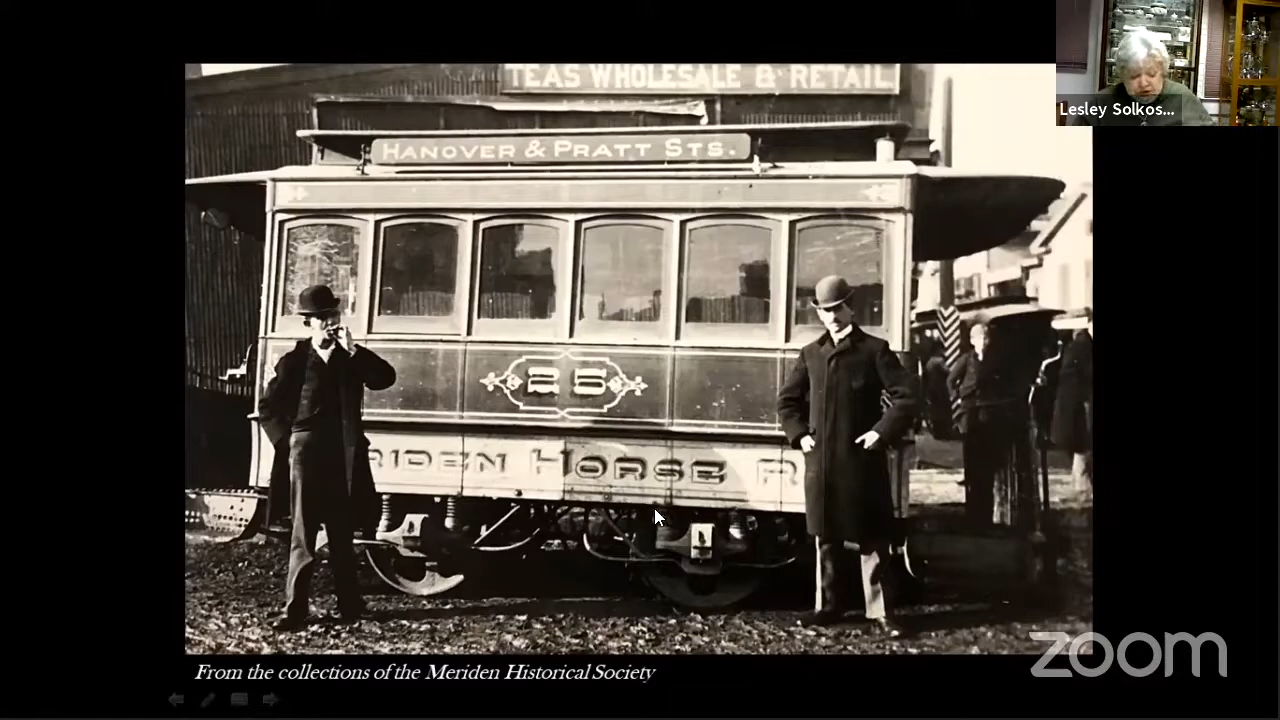 Lesley Solkos...
TEAS WHOLESALE & RETAIL.
HANOVER & PRATT STS.
25
RIDEN HORSE R
From the collections of the Meriden Historical Society
zoom